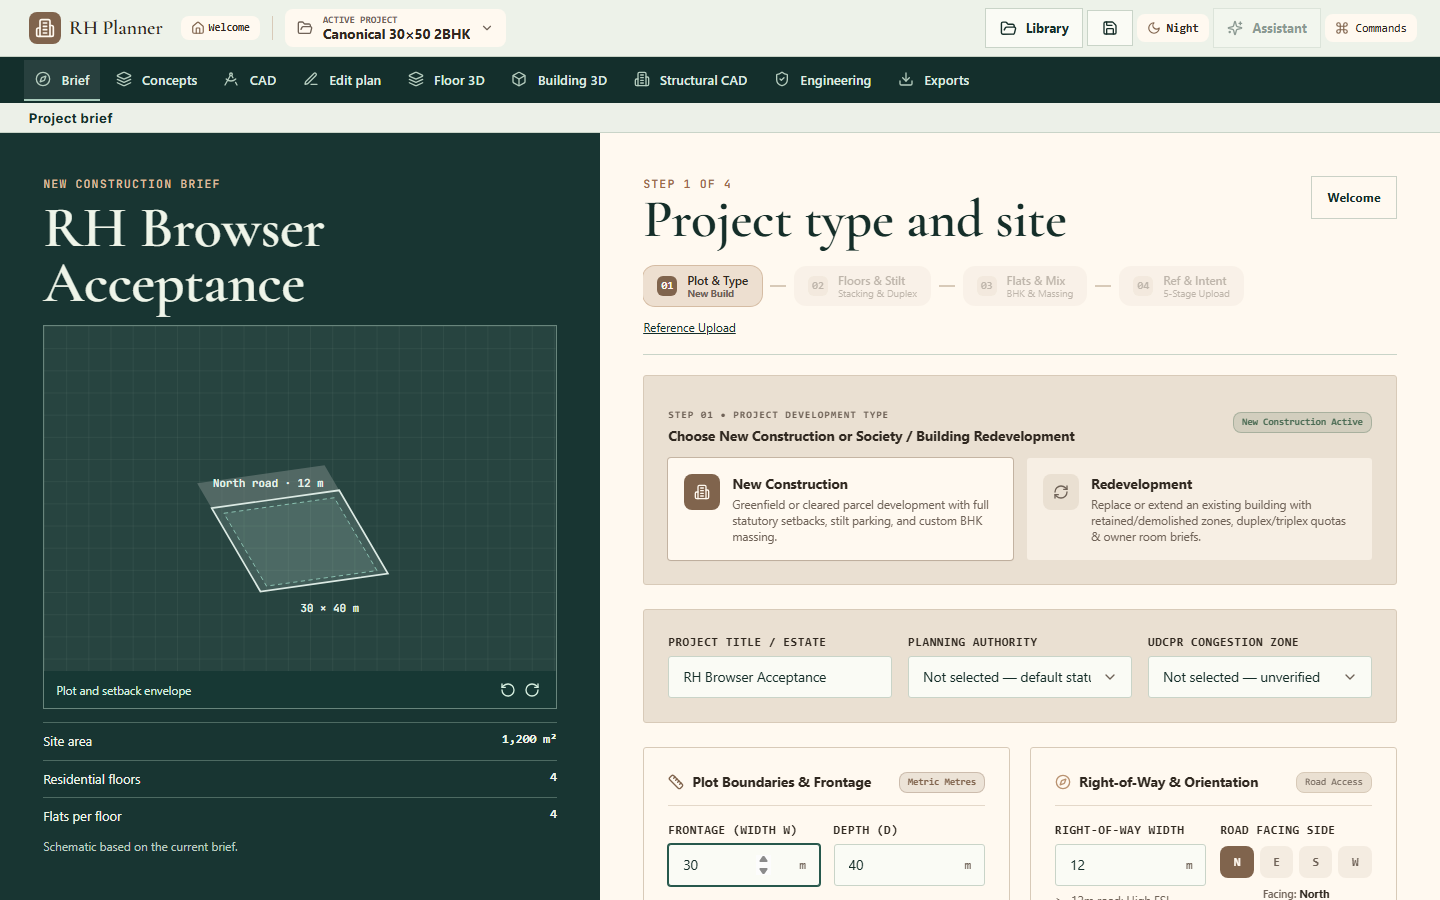 RH Planner
Welcome
ACTIVE PROJECT
Canonical 30×50 2BHK
Library
Night
Assistant
Commands
Brief
Concepts
CAD
Edit plan
Floor 3D
Building 3D
Structural CAD
Engineering
Exports
Project brief
NEW CONSTRUCTION BRIEF
RH Browser
Acceptance
North road · 12 m
30 × 40 m
Plot and setback envelope
Site area
1,200 m²
Residential floors
4
Flats per floor
4
Schematic based on the current brief.
STEP 1 OF 4
Project type and site
Welcome
01
Plot & Type
New Build
02
Floors & Stilt
Stacking & Duplex
03
Flats & Mix
BHK & Massing
04
Ref & Intent
5-Stage Upload
Reference Upload
STEP 01 • PROJECT DEVELOPMENT TYPE
Choose New Construction or Society / Building Redevelopment
New Construction Active
New Construction
Greenfield or cleared parcel development with full
statutory setbacks, stilt parking, and custom BHK
massing.
Redevelopment
Replace or extend an existing building with
retained/demolished zones, duplex/triplex quotas
& owner room briefs.
PROJECT TITLE / ESTATE
RH Browser Acceptance
PLANNING AUTHORITY
Not selected — default statu
UDCPR CONGESTION ZONE
Not selected — unverified
Plot Boundaries & Frontage
Metric Metres
FRONTAGE (WIDTH W)
30
m
DEPTH (D)
40
m
Right-of-Way & Orientation
Road Access
RIGHT-OF-WAY WIDTH
12
m
ROAD FACING SIDE
N
E
S
W
Facing: North